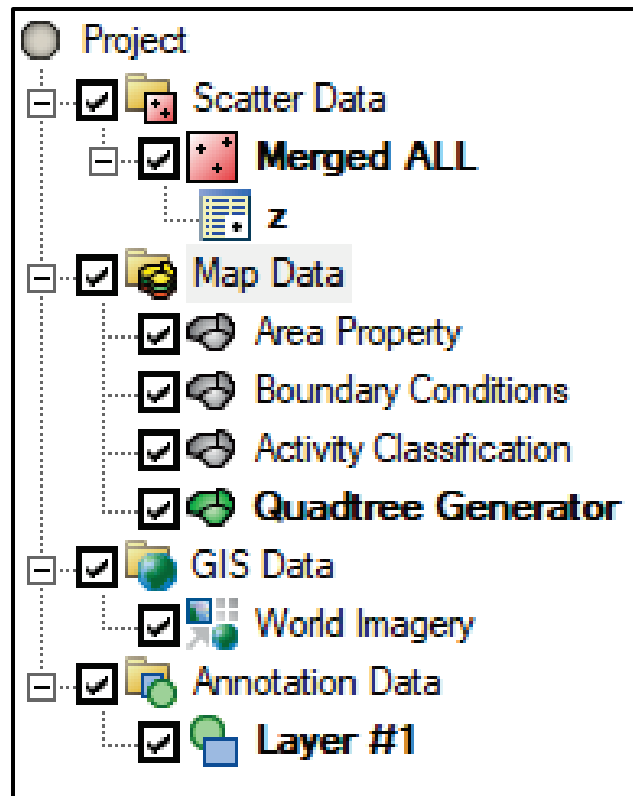 Project
Scatter Data
Merged ALL
z
Map Data
Area Property
Boundary Conditions
Activity Classification
Quadtree Generator
GIS Data
World Imagery
Annotation Data
Layer #1